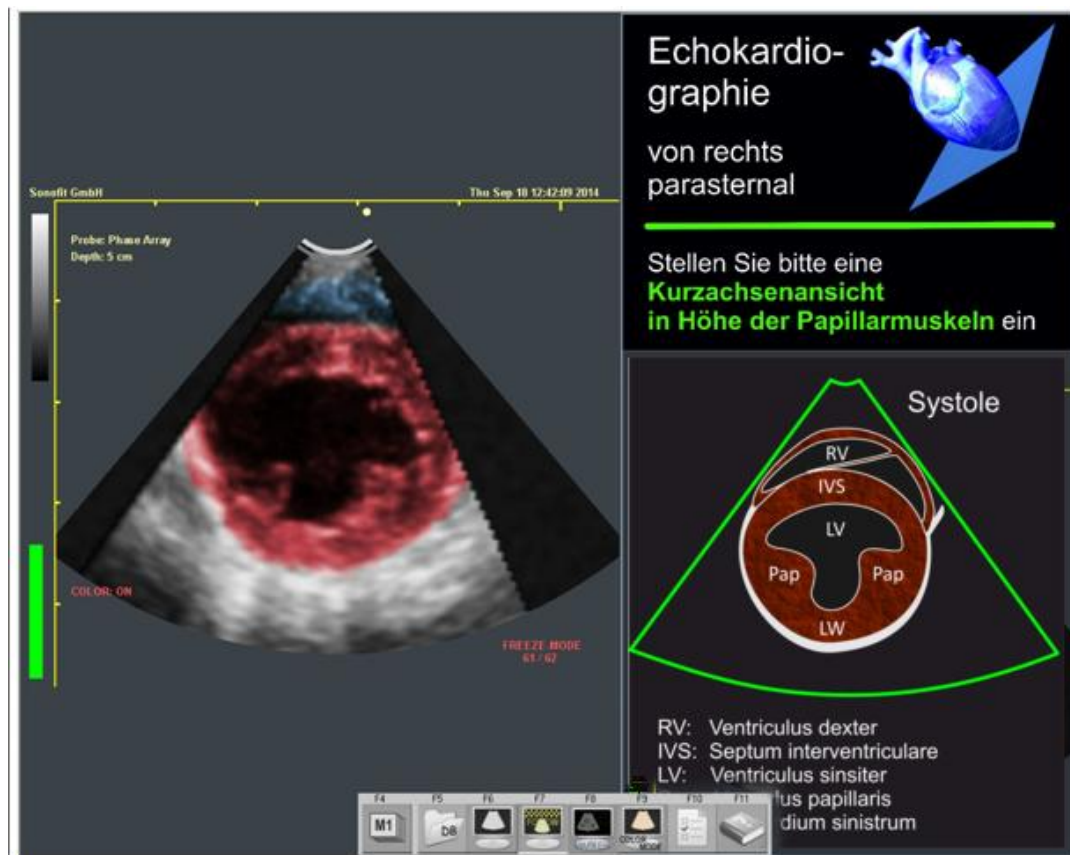 Sonofit GmbH
Thu Sep 18 12:42:09 2014
Probe: Phase Array
Depth: 5 cm
COLOR: ON
FREEZE MODE
61 / 62
Echokardio-
graphie
von rechts
parasternal
Stellen Sie bitte eine
Kurzachsenansicht
in Höhe der Papillarmuskeln ein
Systole
RV
IVS
LV
Pap
Pap
LW
RV: Ventriculus dexter
IVS: Septum interventriculare
LV: Ventriculus sinsiter
lus papillaris
dium sinistrum
F4
F5
F6
F7
F8
F9
F10
F11
M1
DB
COLOR
MODE